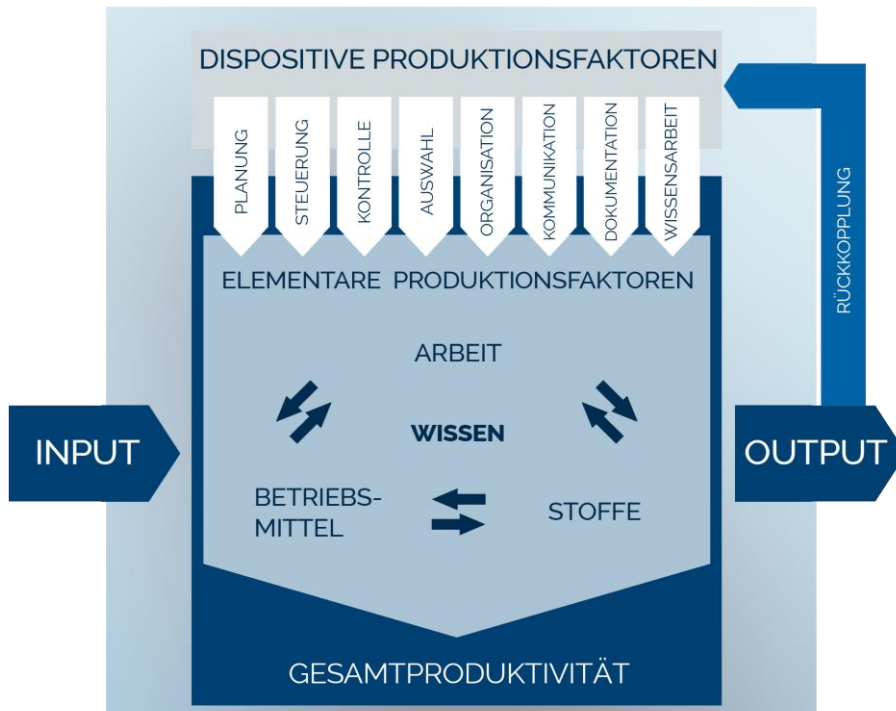 DISPOSITIVE PRODUKTIONSFAKTOREN
PLANUNG
STEUERUNG
KONTROLLE
AUSWAHL
ORGANISATION
KOMMUNIKATION
DOKUMENTATION
WISSENSARBEIT
RÜCKKOPPLUNG
ELEMENTARE PRODUKTIONSFAKTOREN
ARBEIT
WISSEN
INPUT
OUTPUT
BETRIEBS-
MITTEL
STOFFE
GESAMTPRODUKTIVITÄT